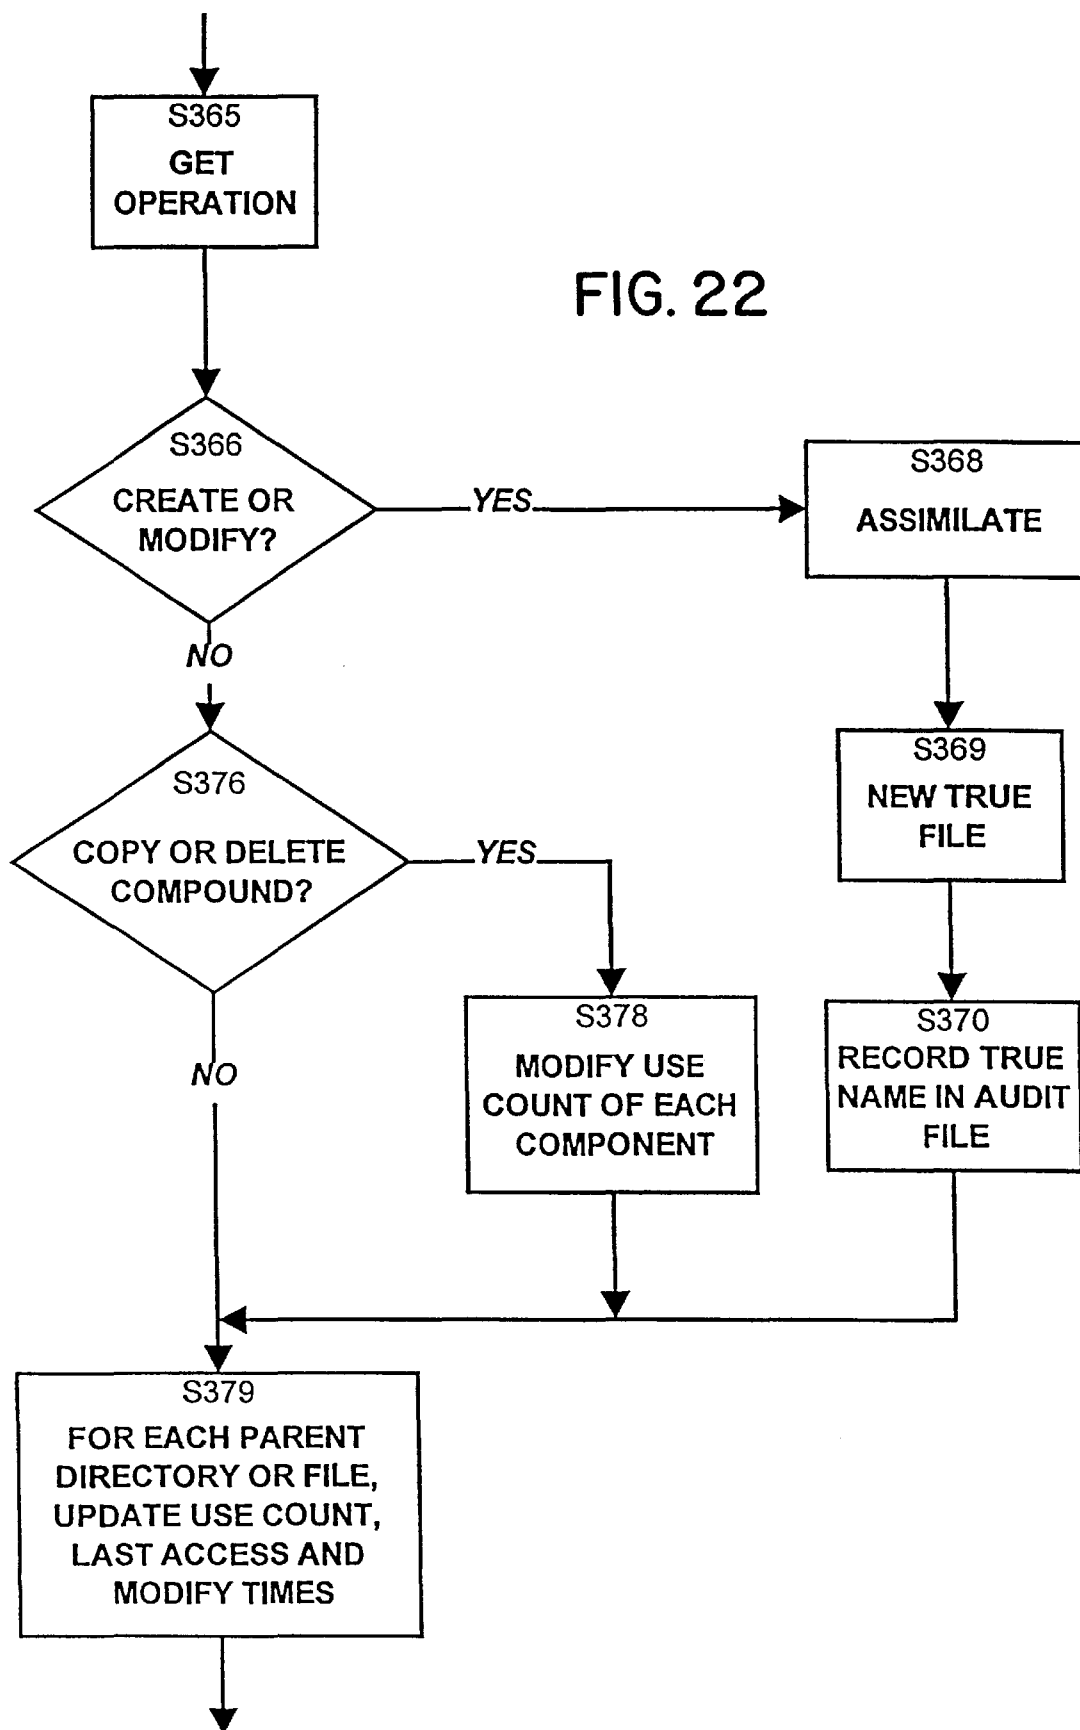 S365
GET
OPERATION
FIG. 22
S366
CREATE OR
MODIFY?
YES
S368
ASSIMILATE
NO
S369
NEW TRUE
FILE
S376
COPY OR DELETE
COMPOUND?
YES
S378
MODIFY USE
COUNT OF EACH
COMPONENT
S370
RECORD TRUE
NAME IN AUDIT
FILE
NO
S379
FOR EACH PARENT
DIRECTORY OR FILE,
UPDATE USE COUNT,
LAST ACCESS AND
MODIFY TIMES